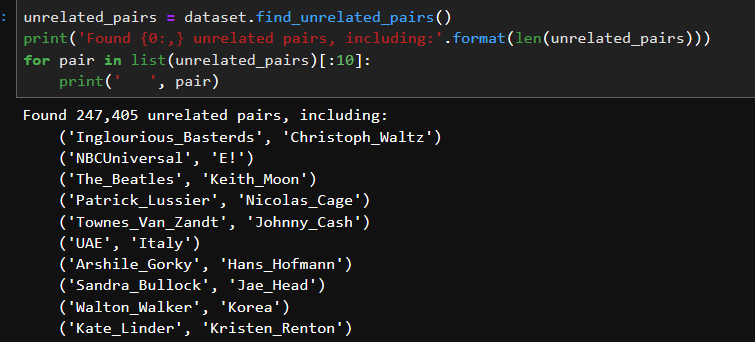 : unrelated_pairs = dataset.find_unrelated_pairs()
print('Found {0:,} unrelated pairs, including:'.format(len(unrelated_pairs)))
for pair in list(unrelated_pairs)[:10]:
    print('   ', pair)
Found 247,405 unrelated pairs, including:
    ('Inglourious_Basterds', 'Christoph_Waltz')
    ('NBCUniversal', 'E!')
    ('The_Beatles', 'Keith_Moon')
    ('Patrick_Lussier', 'Nicolas_Cage')
    ('Townes_Van_Zandt', 'Johnny_Cash')
    ('UAE', 'Italy')
    ('Arshile_Gorky', 'Hans_Hofmann')
    ('Sandra_Bullock', 'Jae_Head')
    ('Walton_Walker', 'Korea')
    ('Kate_Linder', 'Kristen_Renton')